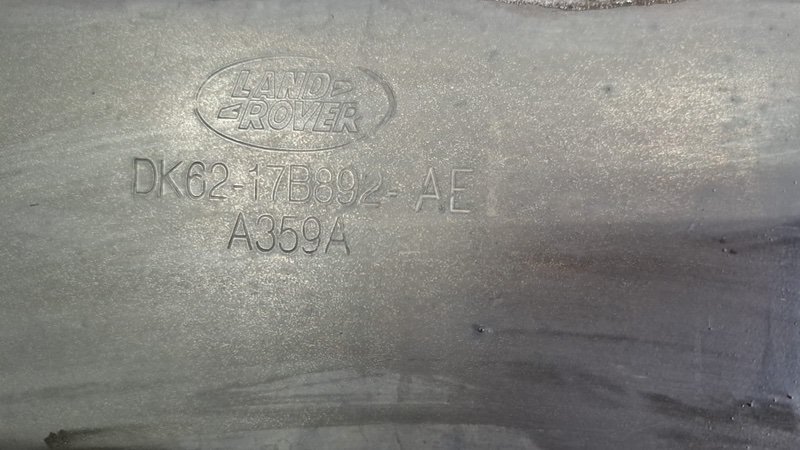 LAND
ROVER
DK62-17B892- AE
A359A